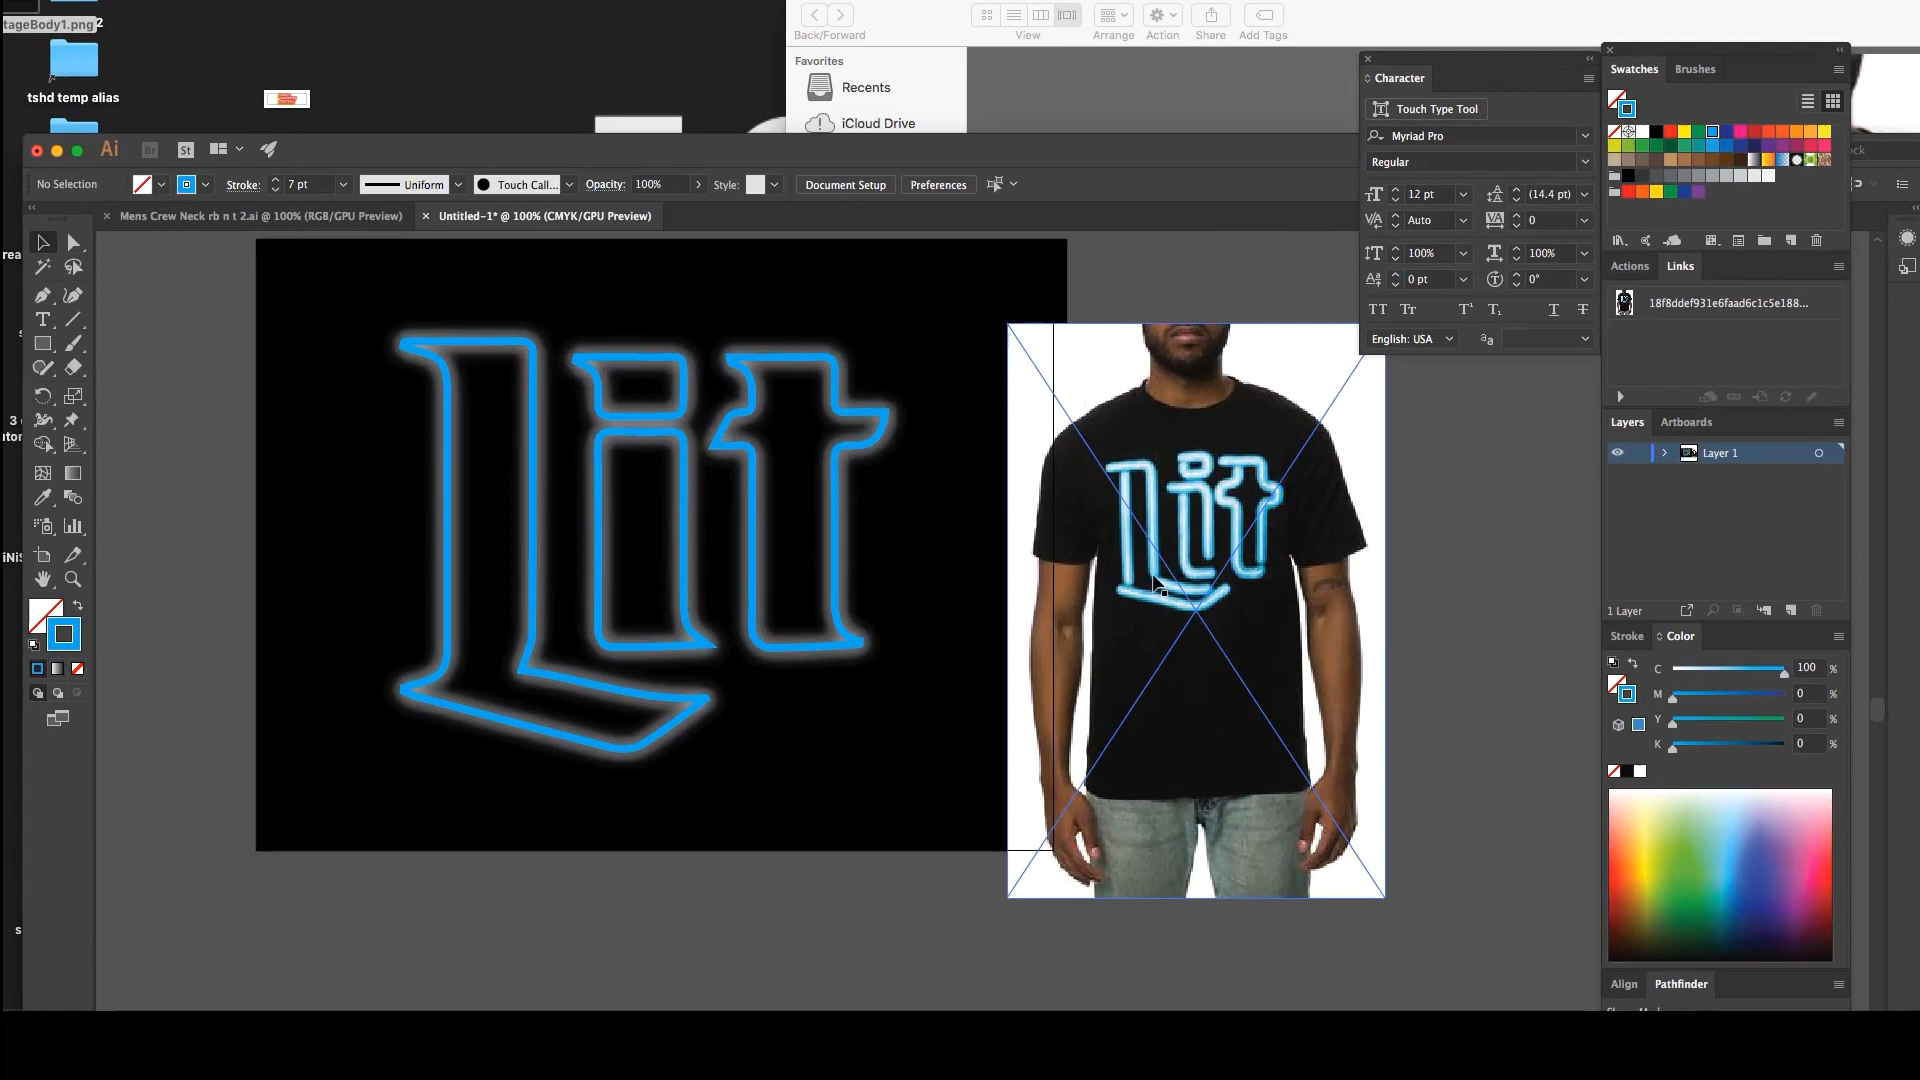 tageBody1.png
2
tshd temp alias
Back/Forward
View
Arrange
Action
Share
Add Tags
Favorites
Recents
iCloud Drive
Ai
Br
St
No Selection
Stroke:
7 pt
Uniform
Touch Call...
Opacity:
100%
Style:
Document Setup
Preferences
Mens Crew Neck rb n t 2.ai @ 100% (RGB/GPU Preview)
Untitled-1* @ 100% (CMYK/GPU Preview)
Lit
Lit
Character
Touch Type Tool
Myriad Pro
Regular
12 pt
(14.4 pt)
Auto
0
100%
100%
0 pt
0°
English: USA
Swatches
Brushes
Actions
Links
18f8ddef931e6faad6c1c5e188...
Layers
Artboards
Layer 1
1 Layer
Stroke
Color
C 100 %
M 0 %
Y 0 %
K 0 %
Align
Pathfinder